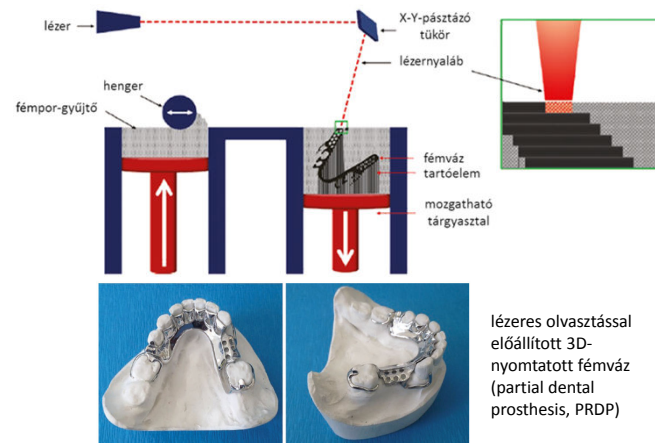 lézer
X-Y-pásztázó
tükör
lézernyaláb
henger
fémpor-gyűjtő
fémváz
tartóelem
mozgatható
tárgyasztal
lézeres olvasztással
előállított 3D-
nyomtatott fémváz
(partial dental
prosthesis, PRDP)